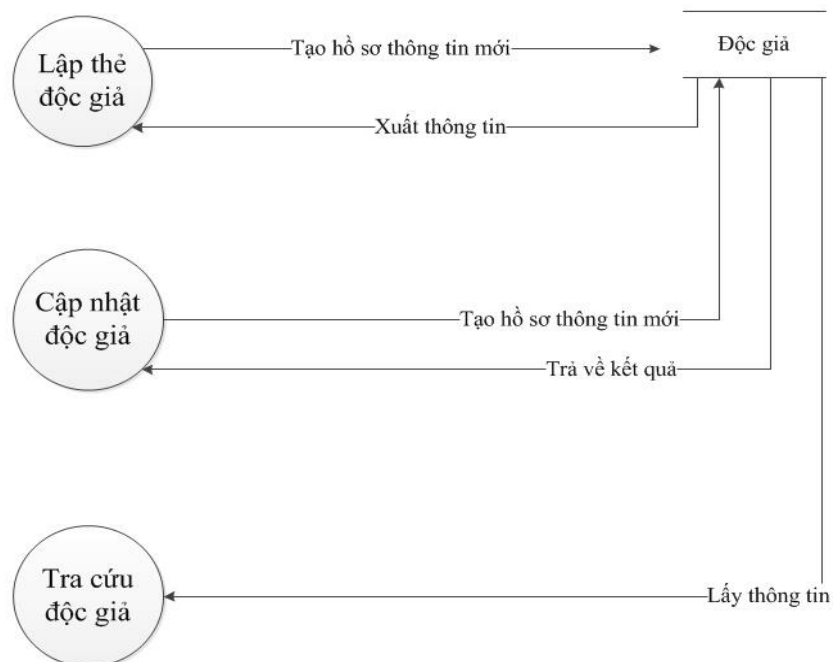 Lập thẻ
độc giả
Tạo hồ sơ thông tin mới
Độc giả
Xuất thông tin
Cập nhật
độc giả
Tạo hồ sơ thông tin mới
Trả về kết quả
Tra cứu
độc giả
Lấy thông tin